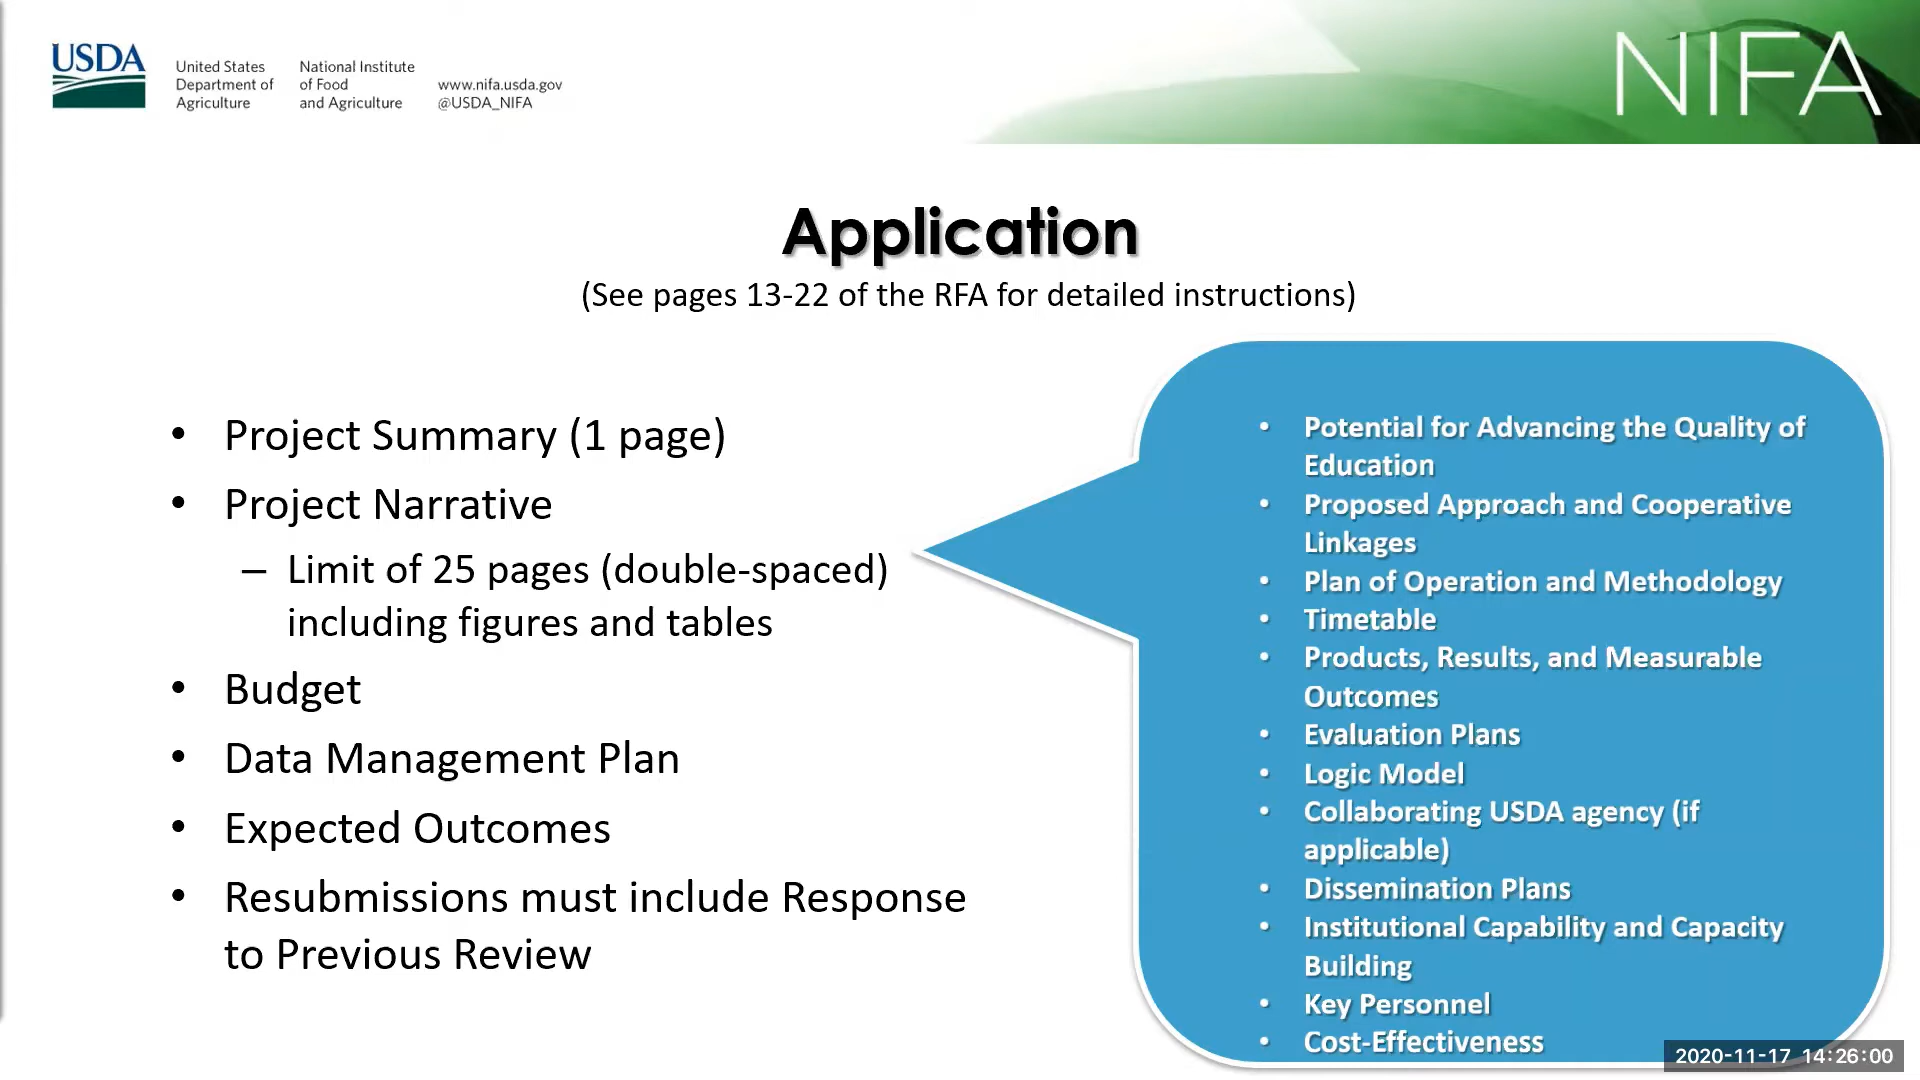 USDA
United States
Department of
Agriculture
National Institute
of Food
and Agriculture
www.nifa.usda.gov
@USDA_NIFA
NIFA
Application
(See pages 13-22 of the RFA for detailed instructions)
• Project Summary (1 page)
• Project Narrative
– Limit of 25 pages (double-spaced)
including figures and tables
• Budget
• Data Management Plan
• Expected Outcomes
• Resubmissions must include Response
to Previous Review
• Potential for Advancing the Quality of
Education
• Proposed Approach and Cooperative
Linkages
• Plan of Operation and Methodology
• Timetable
• Products, Results, and Measurable
Outcomes
• Evaluation Plans
• Logic Model
• Collaborating USDA agency (if
applicable)
• Dissemination Plans
• Institutional Capability and Capacity
Building
• Key Personnel
• Cost-Effectiveness
2020-11-17 14:26:00